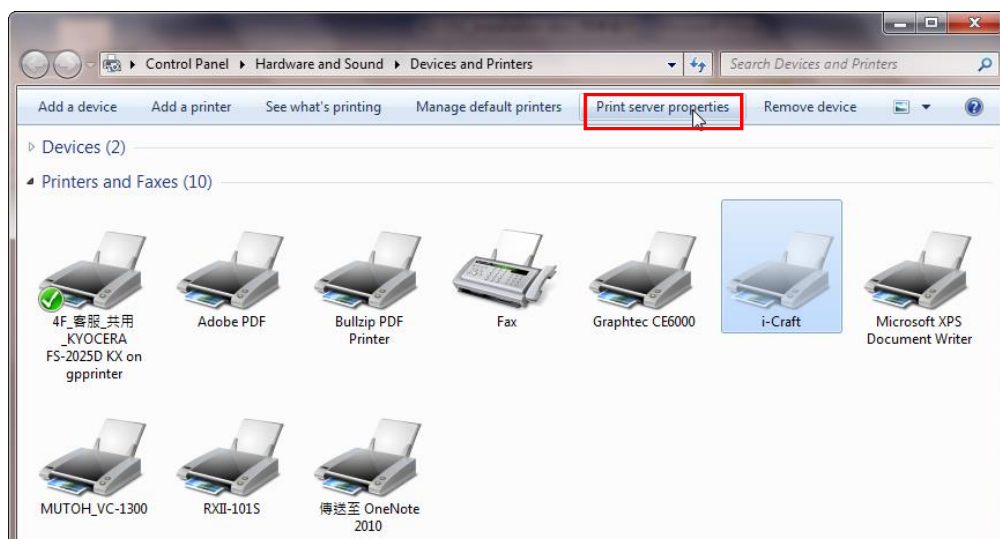 Control Panel ▸ Hardware and Sound ▸ Devices and Printers
Search Devices and Printers
Add a device Add a printer See what's printing Manage default printers Print server properties Remove device
Devices (2)
Printers and Faxes (10)
4F_客服_共用
_KYOCERA
FS-2025D KX on
gpprinter
Adobe PDF
Bullzip PDF
Printer
Fax
Graphtec CE6000
i-Craft
Microsoft XPS
Document Writer
MUTOH_VC-1300
RXII-101S
傳送至 OneNote
2010